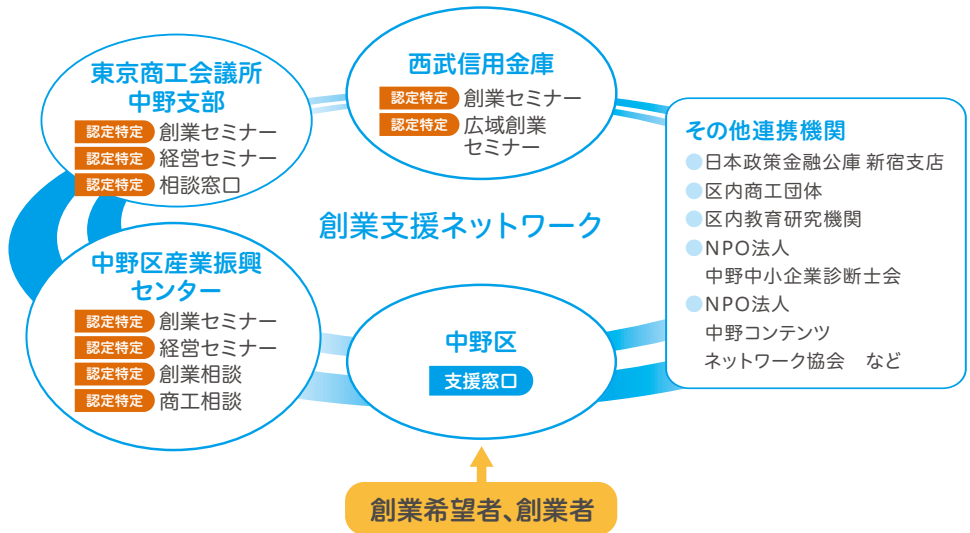 東京商工会議所
中野支部
認定特定 創業セミナー
認定特定 経営セミナー
認定特定 相談窓口
西武信用金庫
認定特定 創業セミナー
認定特定 広域創業
セミナー
その他連携機関
●日本政策金融公庫 新宿支店
●区内商工団体
●区内教育研究機関
●NPO法人
中野中小企業診断士会
●NPO法人
中野コンテンツ
ネットワーク協会　など
創業支援ネットワーク
中野区産業振興
センター
認定特定 創業セミナー
認定特定 経営セミナー
認定特定 創業相談
認定特定 商工相談
中野区
支援窓口
創業希望者、創業者